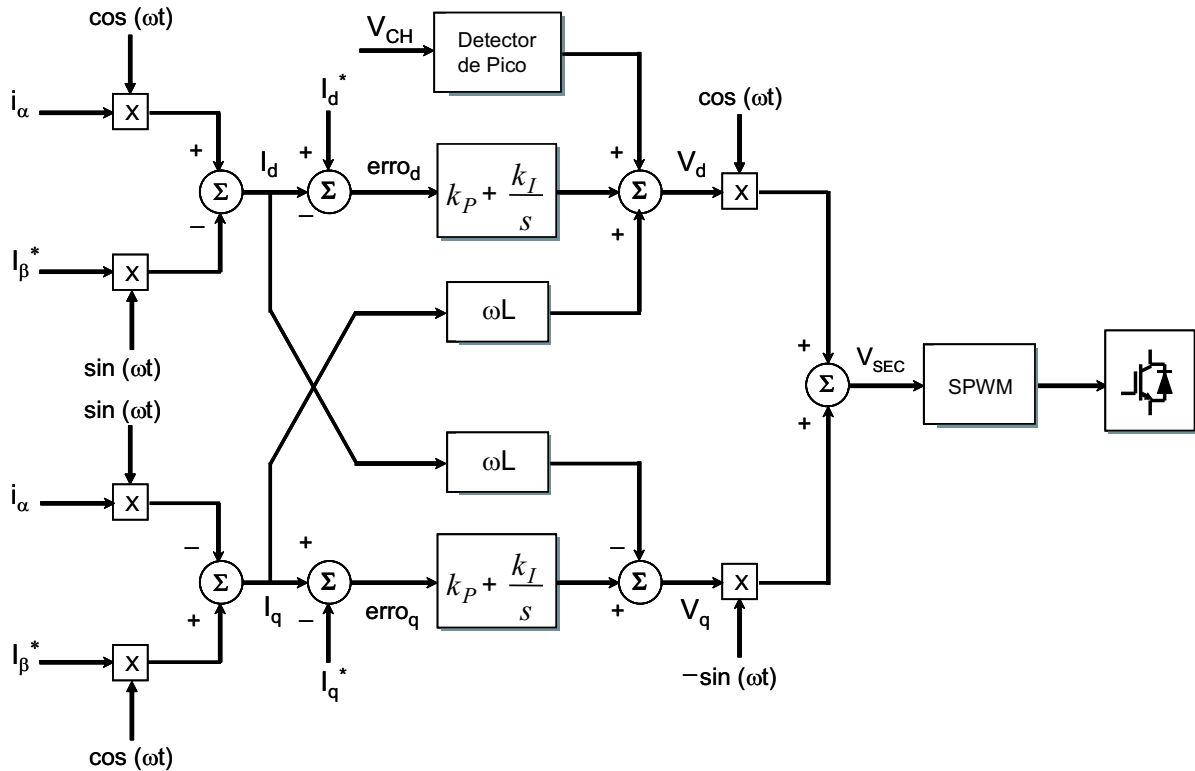 cos (ωt)
V_CH
Detector
de Pico
I_d*
cos (ωt)
i_α
X
+
I_d
+
erro_d
k_P + k_I/s
+
V_d
X
Σ
Σ
Σ
−
−
+
I_β*
X
ωL
sin (ωt)
+
V_SEC
Σ
SPWM
sin (ωt)
+
ωL
i_α
X
−
+
−
k_P + k_I/s
Σ
Σ
Σ
X
+
I_q
−
erro_q
+
V_q
I_β*
X
I_q*
−sin (ωt)
cos (ωt)